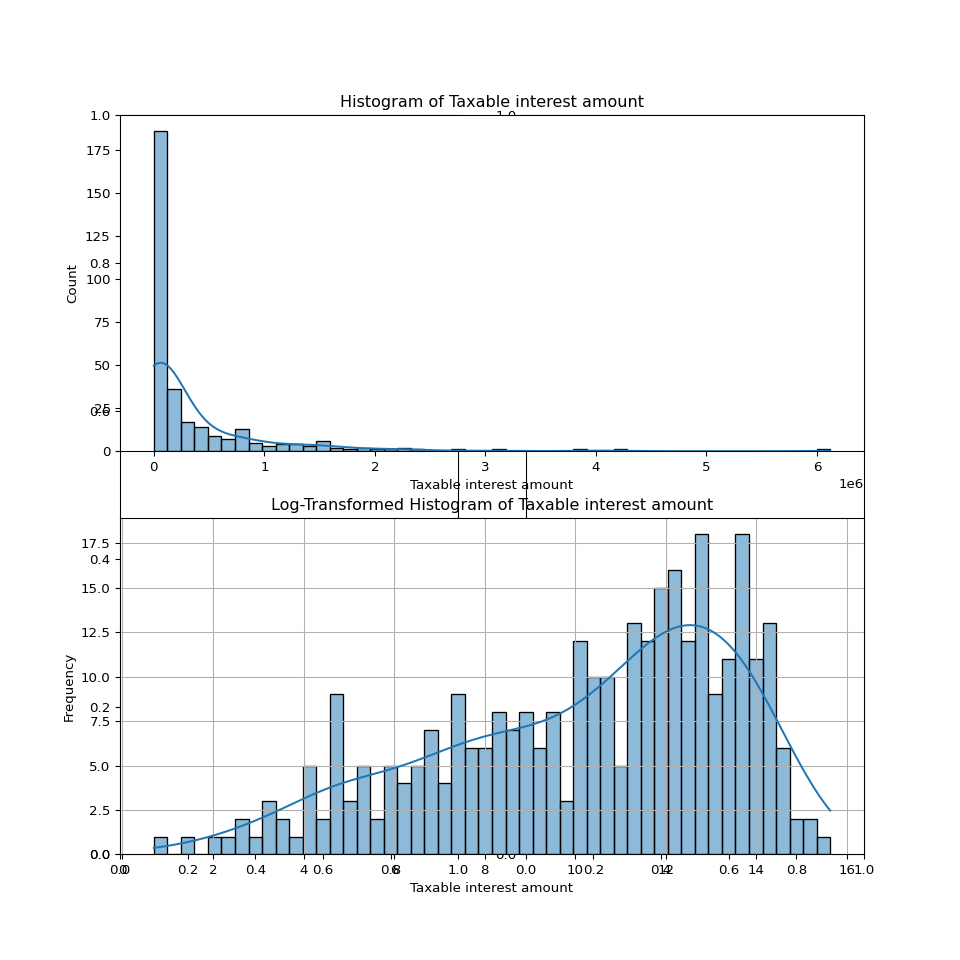 Histogram of Taxable interest amount
1.0 1.0
175
150
125
0.8
100
75
50
25
0.6
0
Count
0 1 2 3 4 5 6
1e6
Taxable interest amount
Log-Transformed Histogram of Taxable interest amount
17.5
0.4
15.0
12.5
10.0
0.2
7.5
5.0
2.5
0.0 0.0
Frequency
0 0.0 0.2 2 0.4 4 0.6 0.8 6 1.0 8 0.0 10 0.2 0.4 12 0.6 14 0.8 16 1.0
Taxable interest amount